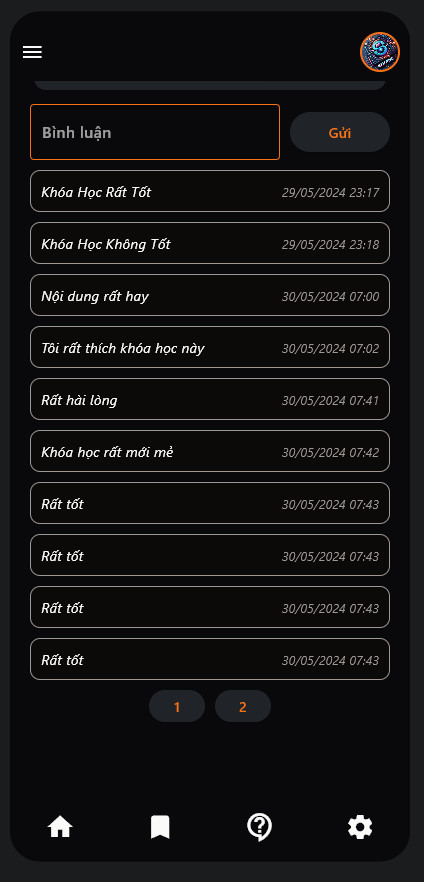 Bình luận
Gửi
Khóa Học Rất Tốt 29/05/2024 23:17
Khóa Học Không Tốt 29/05/2024 23:18
Nội dung rất hay 30/05/2024 07:00
Tôi rất thích khóa học này 30/05/2024 07:02
Rất hài lòng 30/05/2024 07:41
Khóa học rất mới mẻ 30/05/2024 07:42
Rất tốt 30/05/2024 07:43
Rất tốt 30/05/2024 07:43
Rất tốt 30/05/2024 07:43
Rất tốt 30/05/2024 07:43
1 2